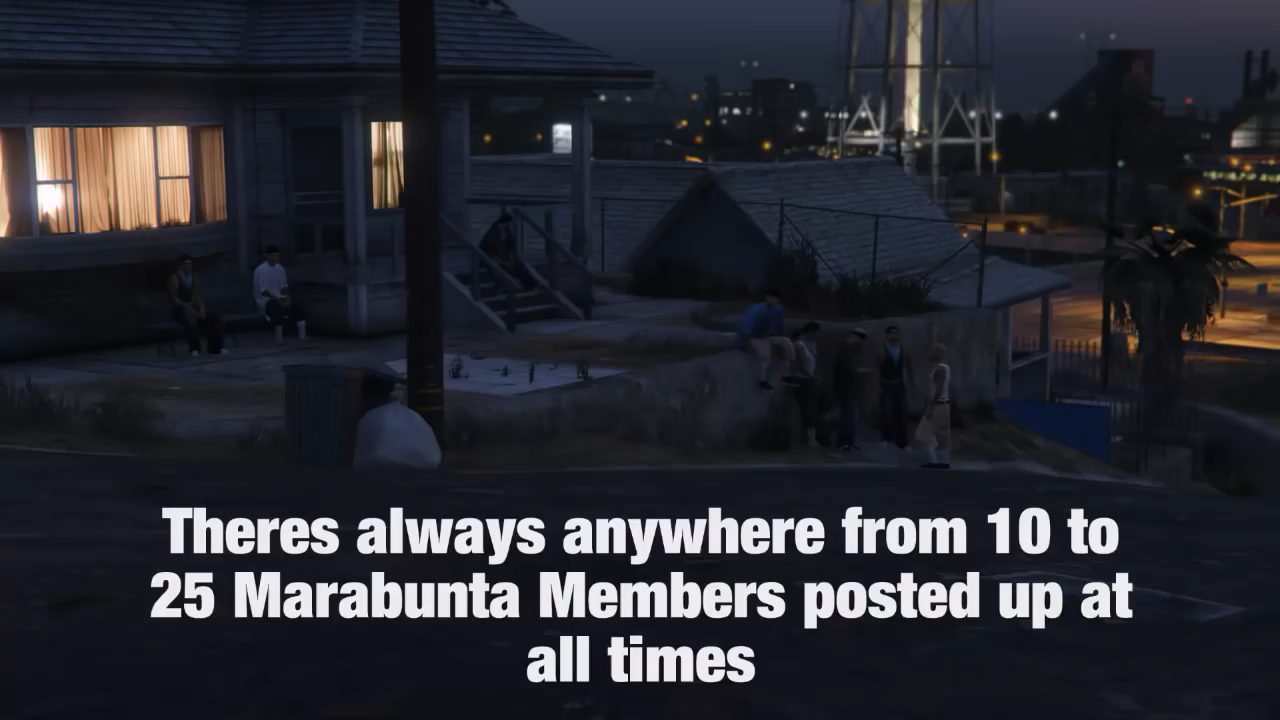 Theres always anywhere from 10 to
25 Marabunta Members posted up at
all times